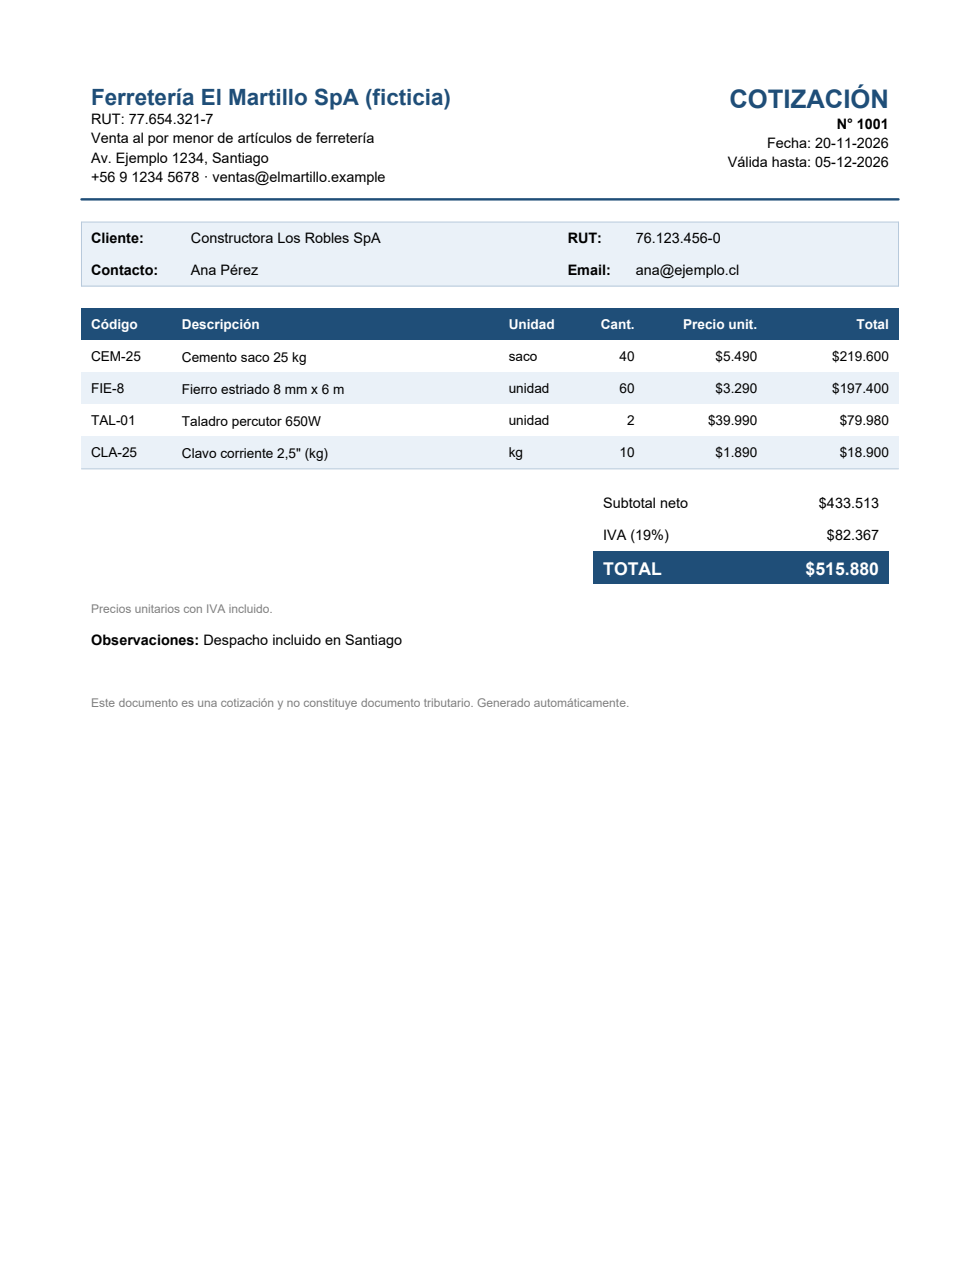 Ferretería El Martillo SpA (ficticia)
RUT: 77.654.321-7
Venta al por menor de artículos de ferretería
Av. Ejemplo 1234, Santiago
+56 9 1234 5678 · ventas@elmartillo.example
COTIZACIÓN
N° 1001
Fecha: 20-11-2026
Válida hasta: 05-12-2026
Cliente: Constructora Los Robles SpA RUT: 76.123.456-0
Contacto: Ana Pérez Email: ana@ejemplo.cl
Código Descripción Unidad Cant. Precio unit. Total
CEM-25 Cemento saco 25 kg saco 40 $5.490 $219.600
FIE-8 Fierro estriado 8 mm x 6 m unidad 60 $3.290 $197.400
TAL-01 Taladro percutor 650W unidad 2 $39.990 $79.980
CLA-25 Clavo corriente 2,5" (kg) kg 10 $1.890 $18.900
Subtotal neto $433.513
IVA (19%) $82.367
TOTAL $515.880
Precios unitarios con IVA incluido.
Observaciones: Despacho incluido en Santiago
Este documento es una cotización y no constituye documento tributario. Generado automáticamente.